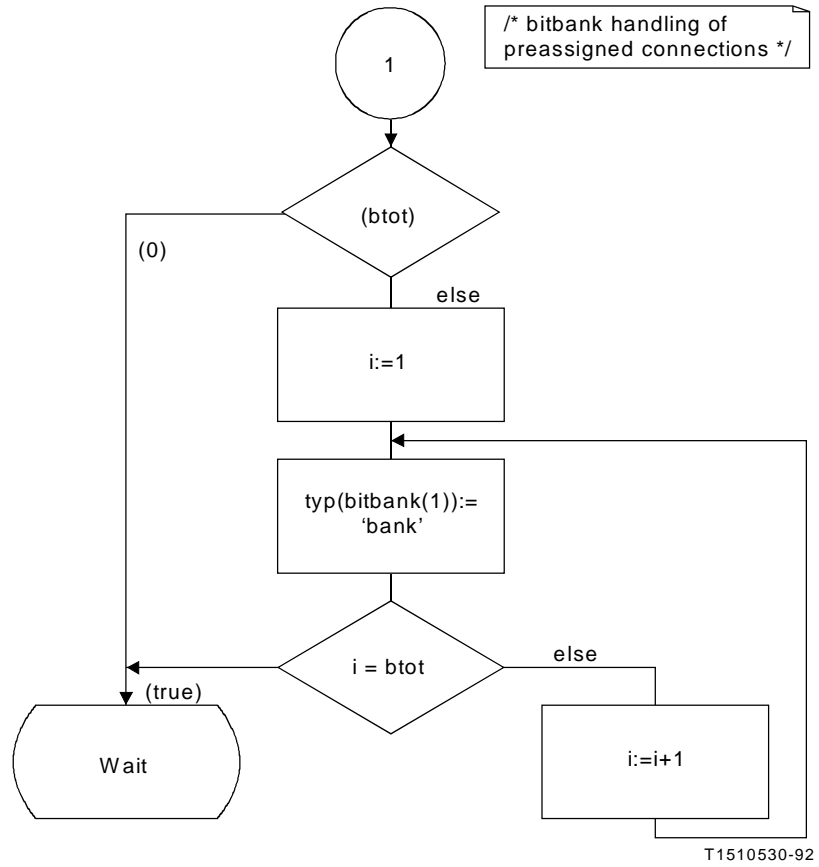 /* bitbank handling of
preassigned connections */
1
(btot)
(0)
else
i:=1
typ(bitbank(1)):=
‘bank’
i = btot
else
(true)
Wait
i:=i+1
T1510530-92